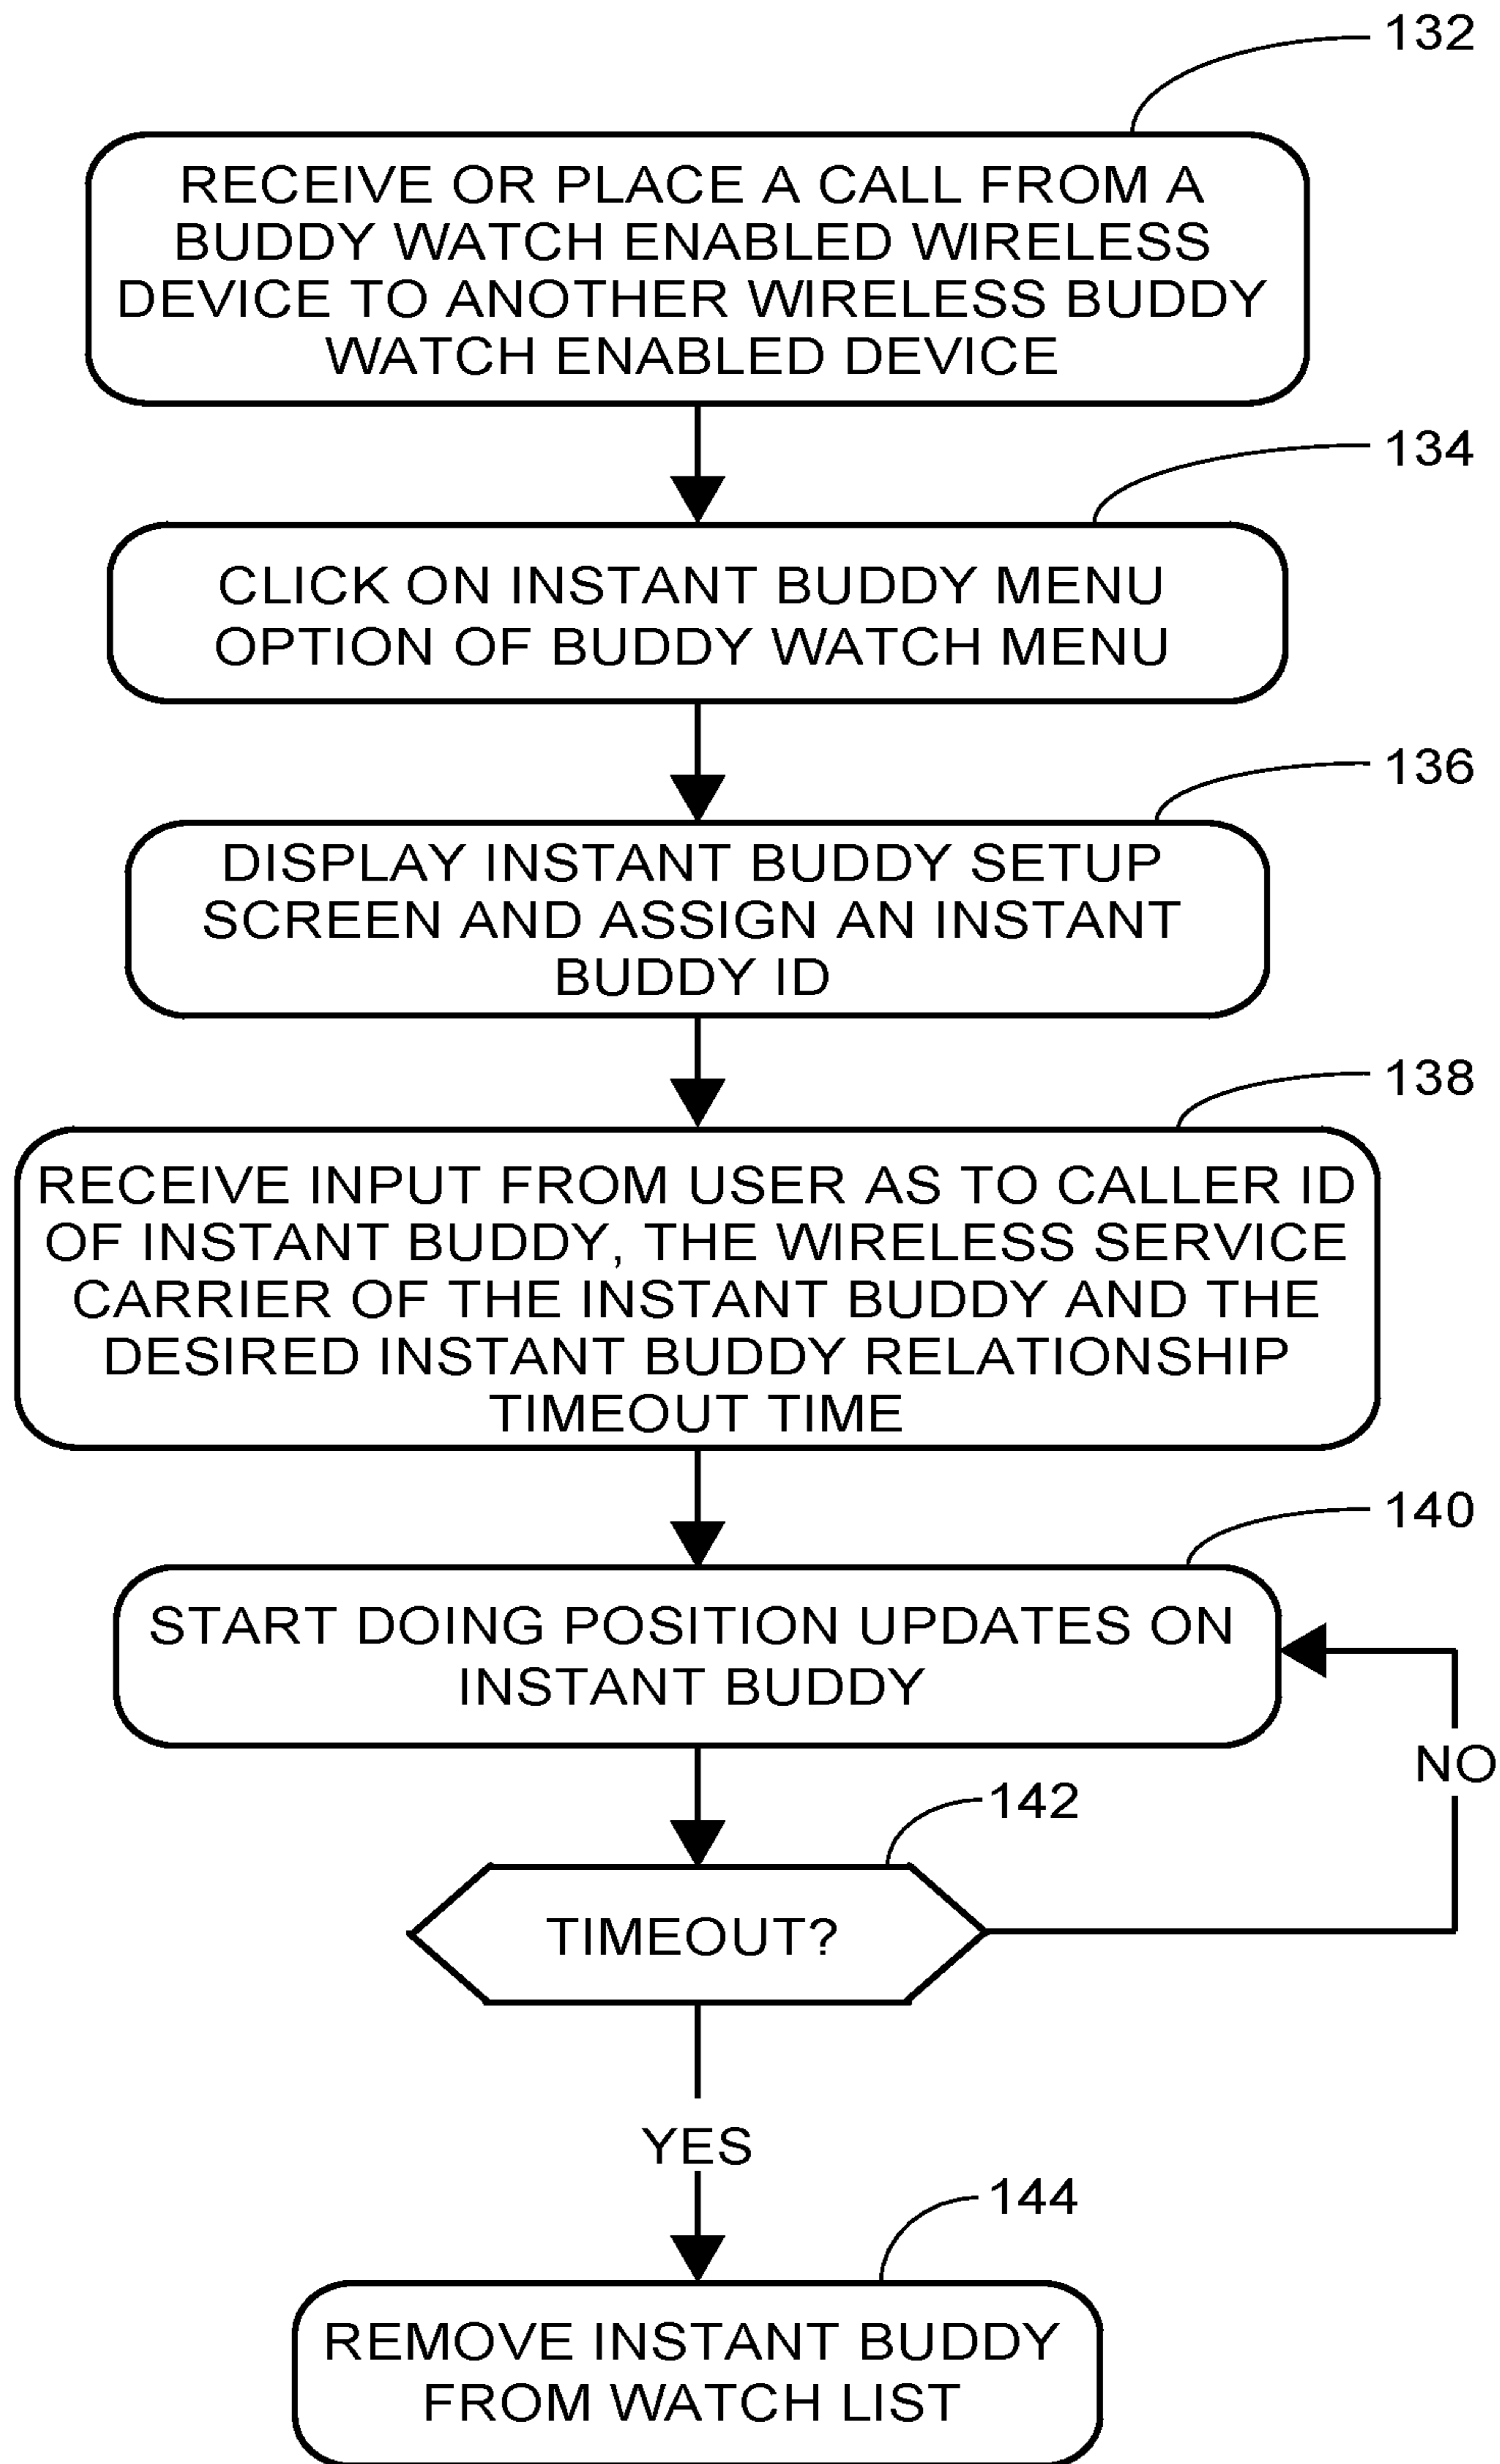 132
RECEIVE OR PLACE A CALL FROM A
BUDDY WATCH ENABLED WIRELESS
DEVICE TO ANOTHER WIRELESS BUDDY
WATCH ENABLED DEVICE
134
CLICK ON INSTANT BUDDY MENU
OPTION OF BUDDY WATCH MENU
136
DISPLAY INSTANT BUDDY SETUP
SCREEN AND ASSIGN AN INSTANT
BUDDY ID
138
RECEIVE INPUT FROM USER AS TO CALLER ID
OF INSTANT BUDDY, THE WIRELESS SERVICE
CARRIER OF THE INSTANT BUDDY AND THE
DESIRED INSTANT BUDDY RELATIONSHIP
TIMEOUT TIME
140
START DOING POSITION UPDATES ON
INSTANT BUDDY
NO
142
TIMEOUT?
YES
144
REMOVE INSTANT BUDDY
FROM WATCH LIST